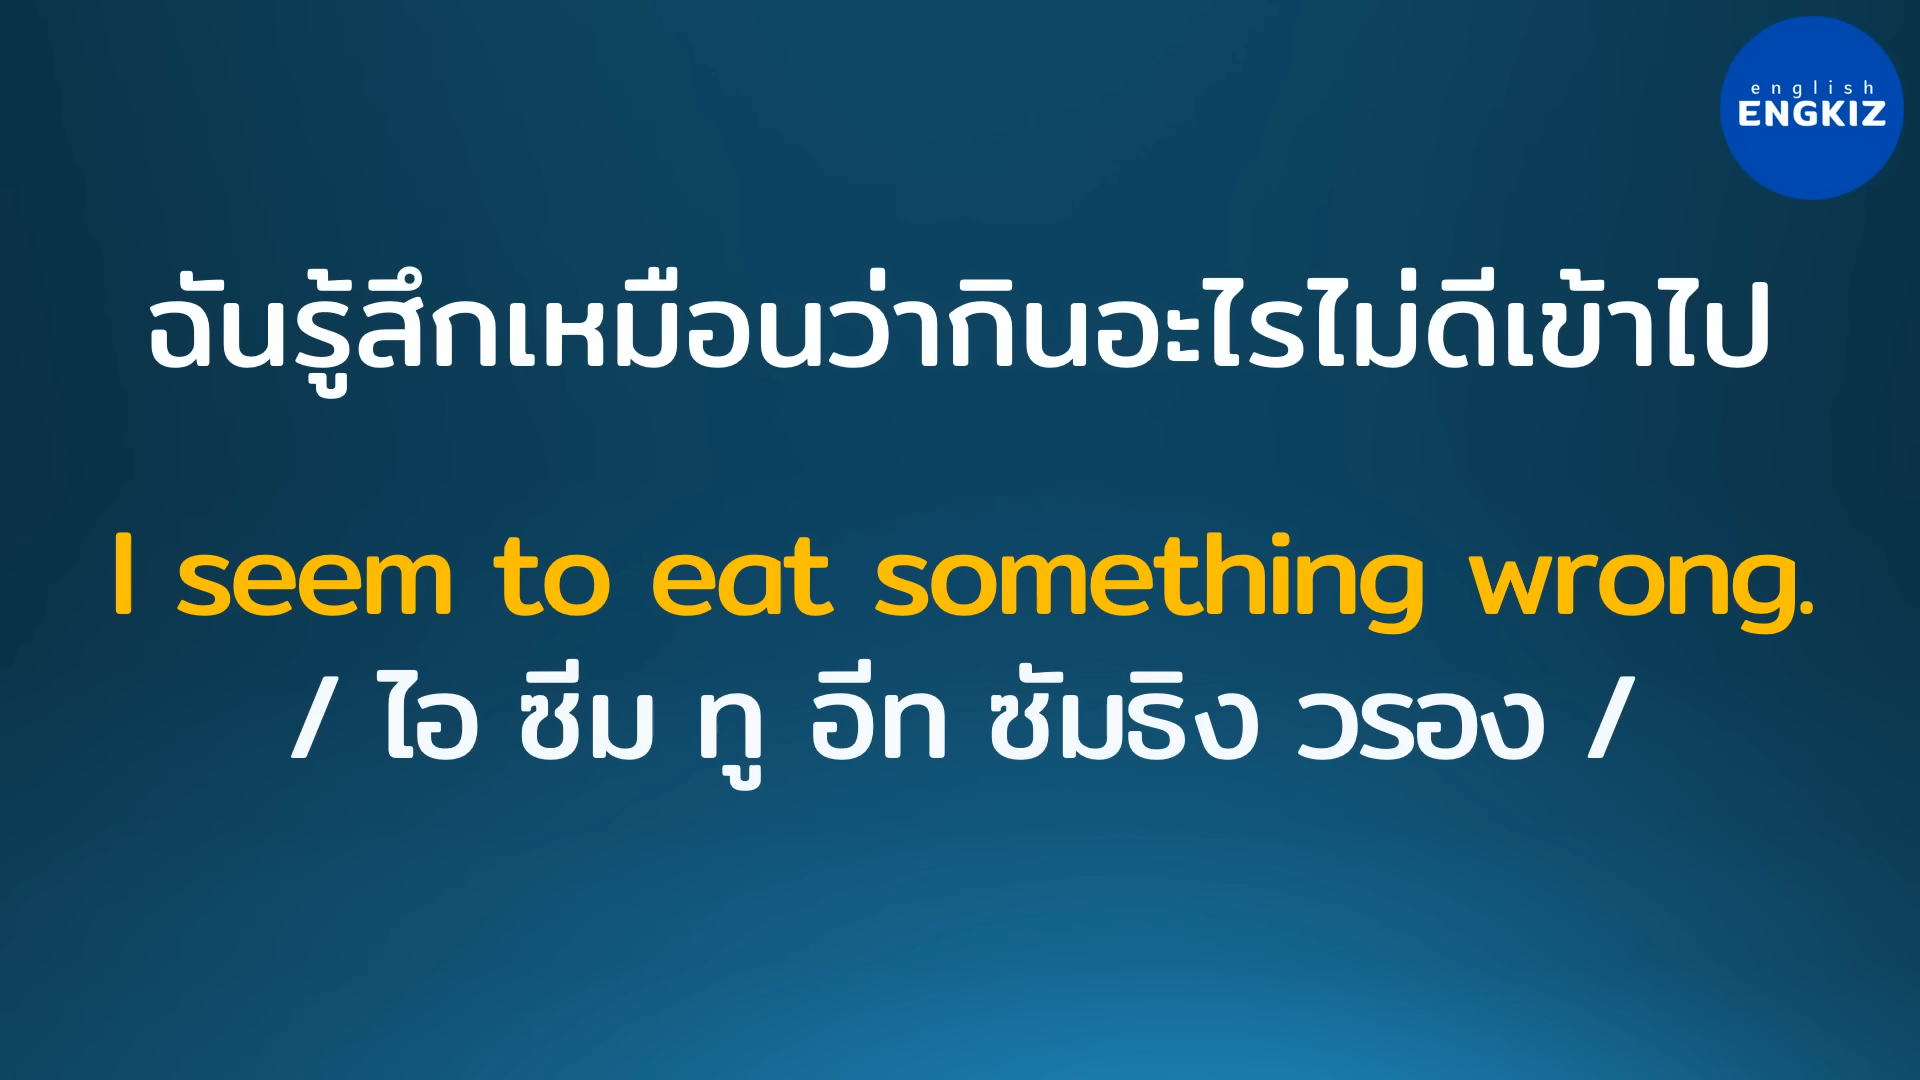 english
ENGKIZ
ฉันรู้สึกเหมือนว่ากินอะไรไม่ดีเข้าไป
I seem to eat something wrong.
/ ไอ ซีม ทู อีท ซัมธิง วรอง /